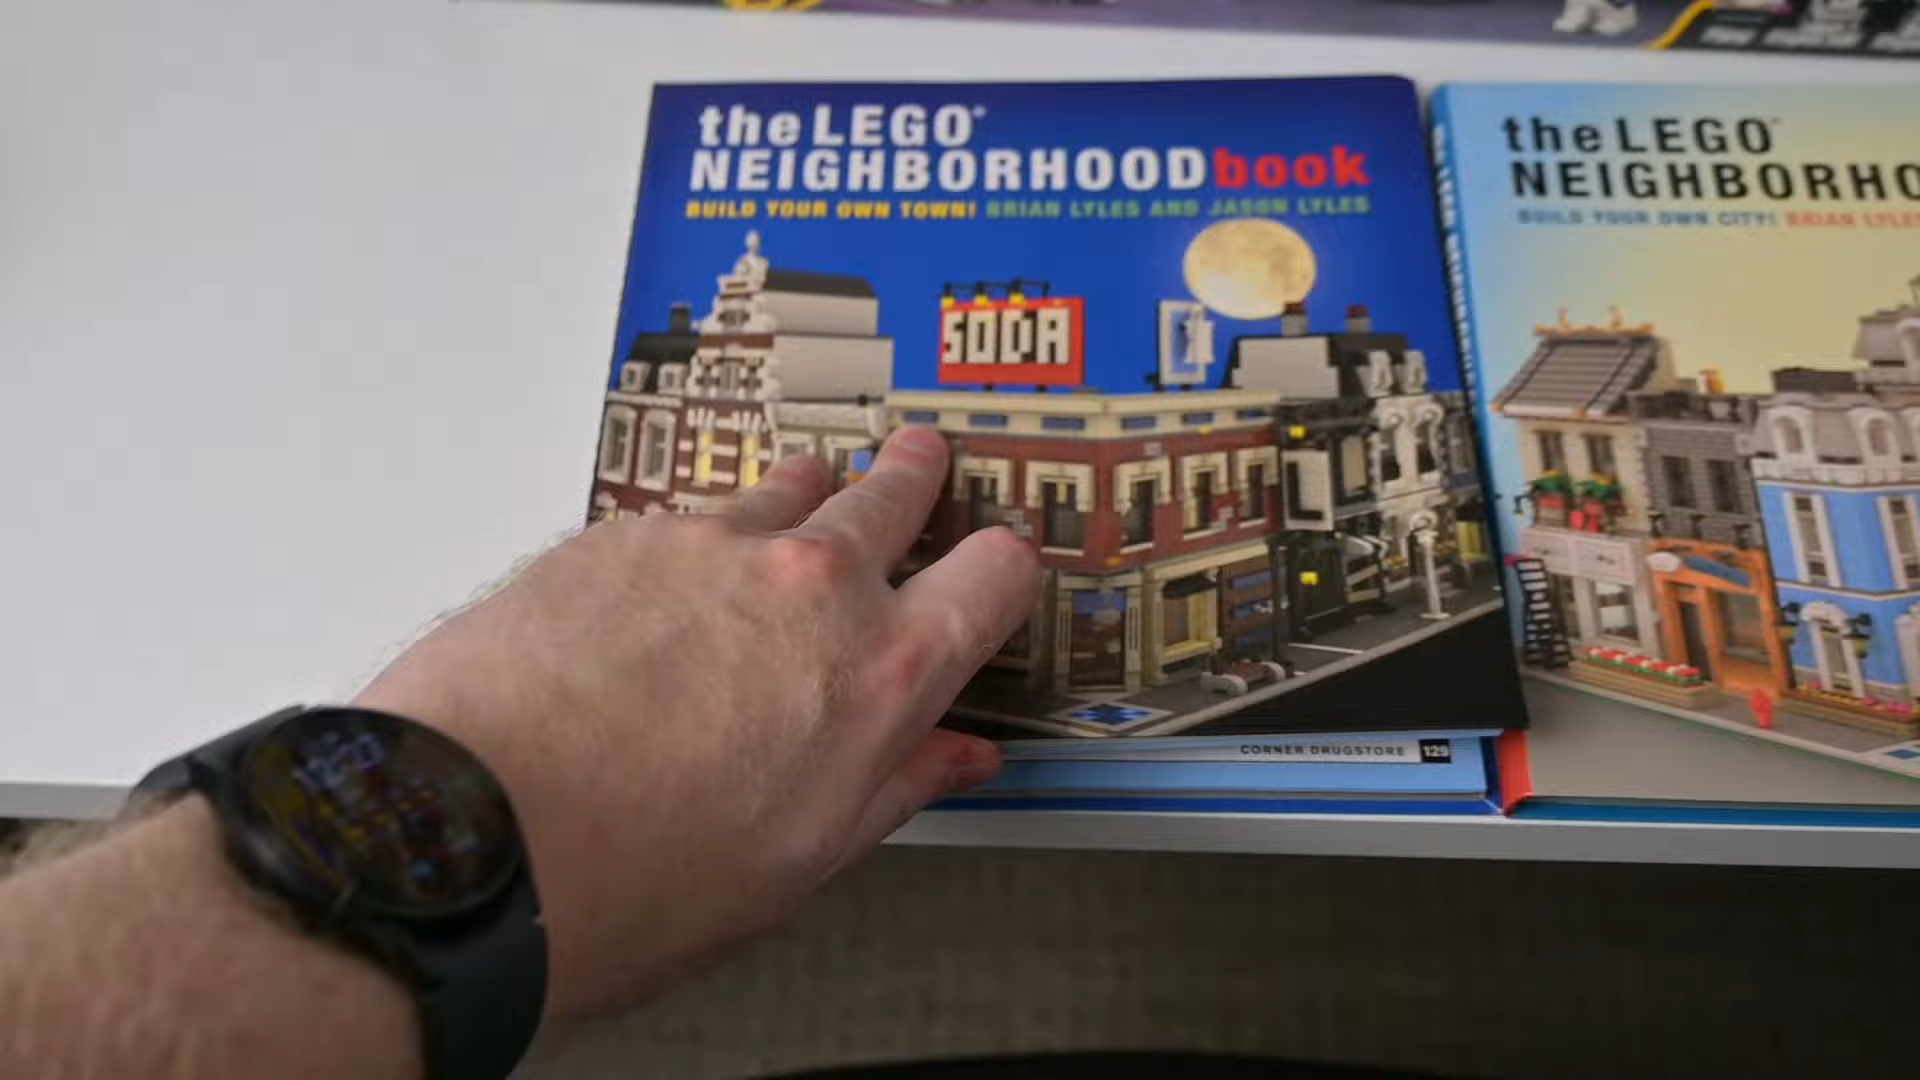 the LEGO®
NEIGHBORHOOD book
BUILD YOUR OWN TOWN! BRIAN LYLES AND JASON LYLES
SODA
CORNER DRUGSTORE 129
the LEGO
NEIGHBORHO
BUILD YOUR OWN CITY! BRIAN LYLES